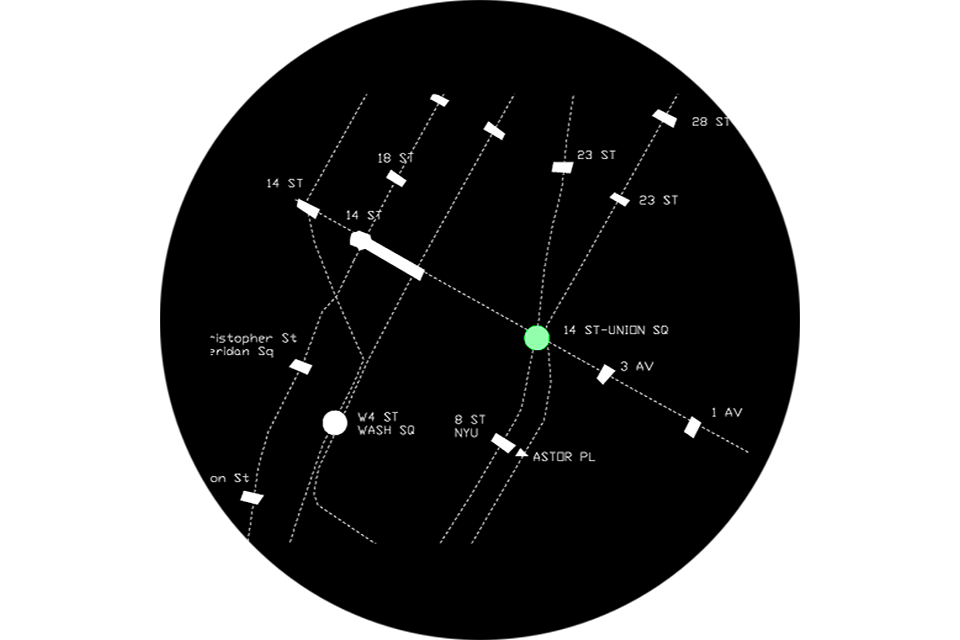 28 ST
23 ST
18 ST
14 ST
23 ST
14 ST
14 ST-UNION SQ
ristopher St
eridan Sq
3 AV
1 AV
W4 ST
WASH SQ
8 ST
NYU
ASTOR PL
on St